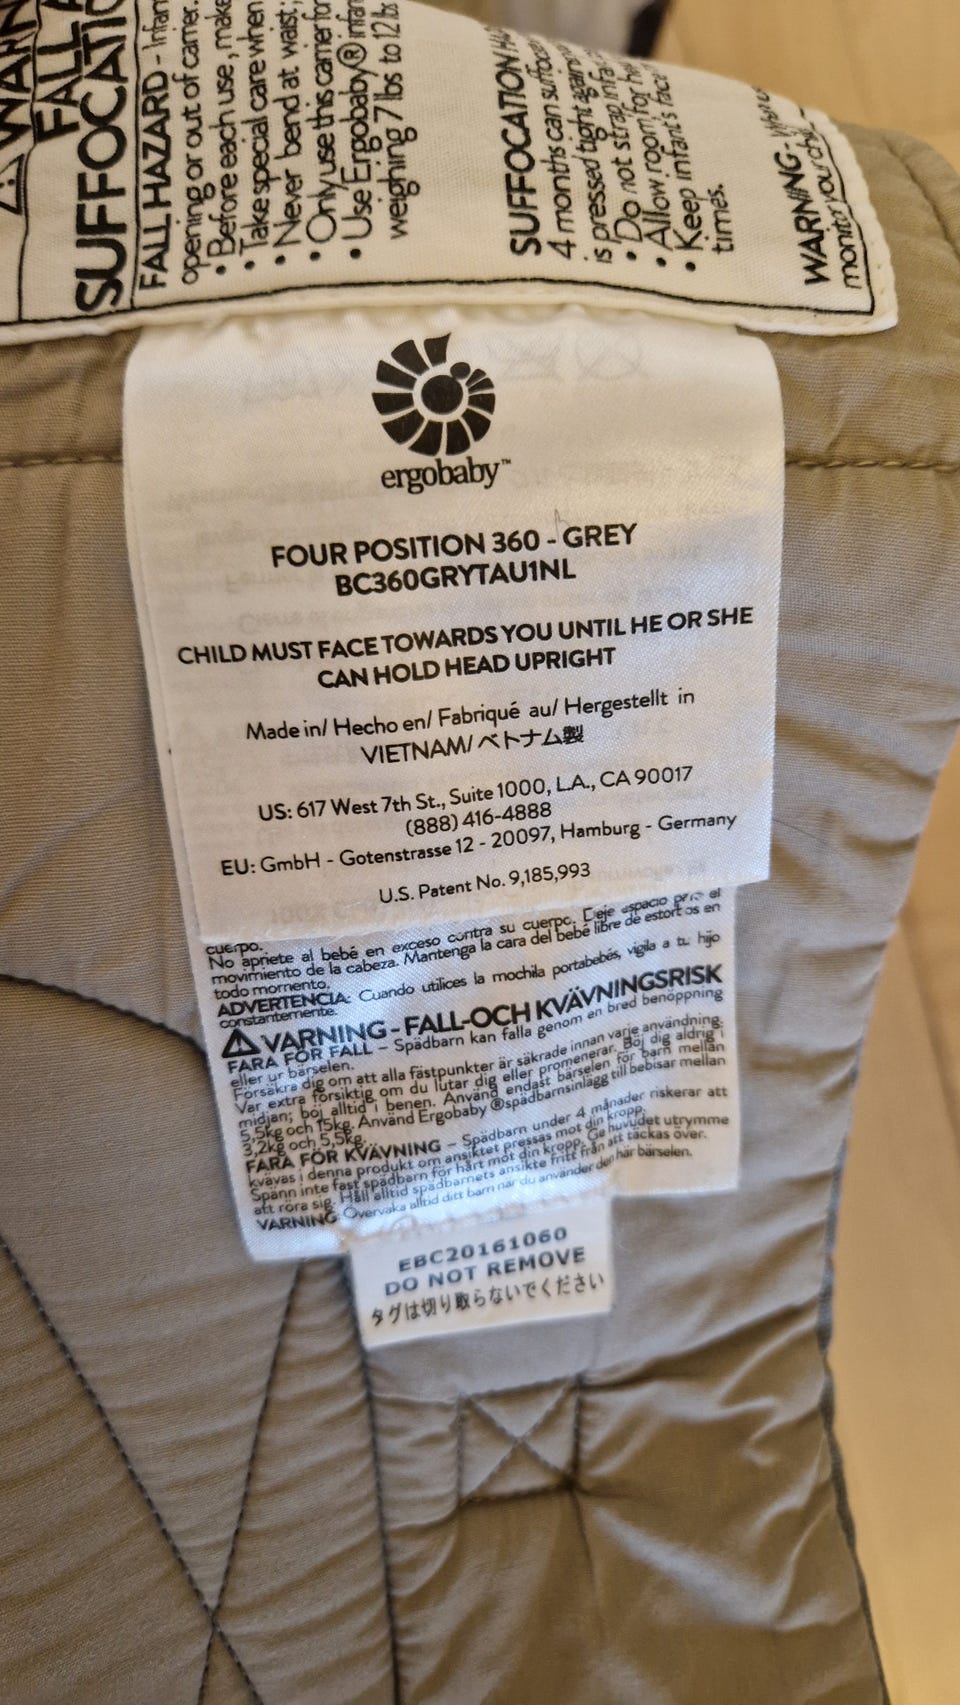 WARN
FALL
SUFFOCATI
FALL HAZARD - Infan
opening or out of carrier.
• Before each use, make
• Take special care when
• Never bend at waist;
• Only use this carrier for
• Use Ergobaby® infan
weighing 7 lbs to 12 lbs
SUFFOCATION
4 months can suffoc
is pressed tight agains
• Do not strap infa
• Allow room for he
• Keep infant's face
times.
WARNING-
monitor your chi
ergobaby™
FOUR POSITION 360 - GREY
BC360GRYTAU1NL
CHILD MUST FACE TOWARDS YOU UNTIL HE OR SHE
CAN HOLD HEAD UPRIGHT
Made in/ Hecho en/ Fabriqué au/ Hergestellt in
VIETNAM/ベトナム製
US: 617 West 7th St., Suite 1000, L.A., CA 90017
(888) 416-4888
EU: GmbH - Gotenstrasse 12 - 20097, Hamburg - Germany
U.S. Patent No. 9,185,993
cuerpo.
No apriete al bebé en exceso contra su cuerpo. Deje espacio para el
movimiento de la cabeza. Mantenga la cara del bebé libre de estorbos en
todo momento.
ADVERTENCIA: Cuando utilices la mochila portabebés, vigila a tu hijo
constantemente.
VARNING - FALL-OCH KVÄVNINGSRISK
FARA FÖR FALL – Spädbarn kan falla genom en bred benöppning
eller ur bärselen.
Försäkra dig om att alla fästpunkter är säkrade innan varje användning.
Var extra försiktig om du lutar dig eller promenerar. Böj dig aldrig i
midjan; böj alltid i benen. Använd endast bärselen för barn mellan
5,5kg och 15kg. Använd Ergobaby ®spädbarnsinlägg till bebisar mellan
3,2kg och 5,5kg.
FARA FÖR KVÄVNING – Spädbarn under 4 månader riskerar att
kvävas i denna produkt om ansiktet pressas mot din kropp.
Spänn inte fast spädbarn för hårt mot din kropp. Ge huvudet utrymme
att röra sig. Håll alltid spädbarnets ansikte fritt från att täckas över.
VARNING: Övervaka alltid ditt barn när du använder den här bärselen.
EBC20161060
DO NOT REMOVE
タグは切り取らないでください